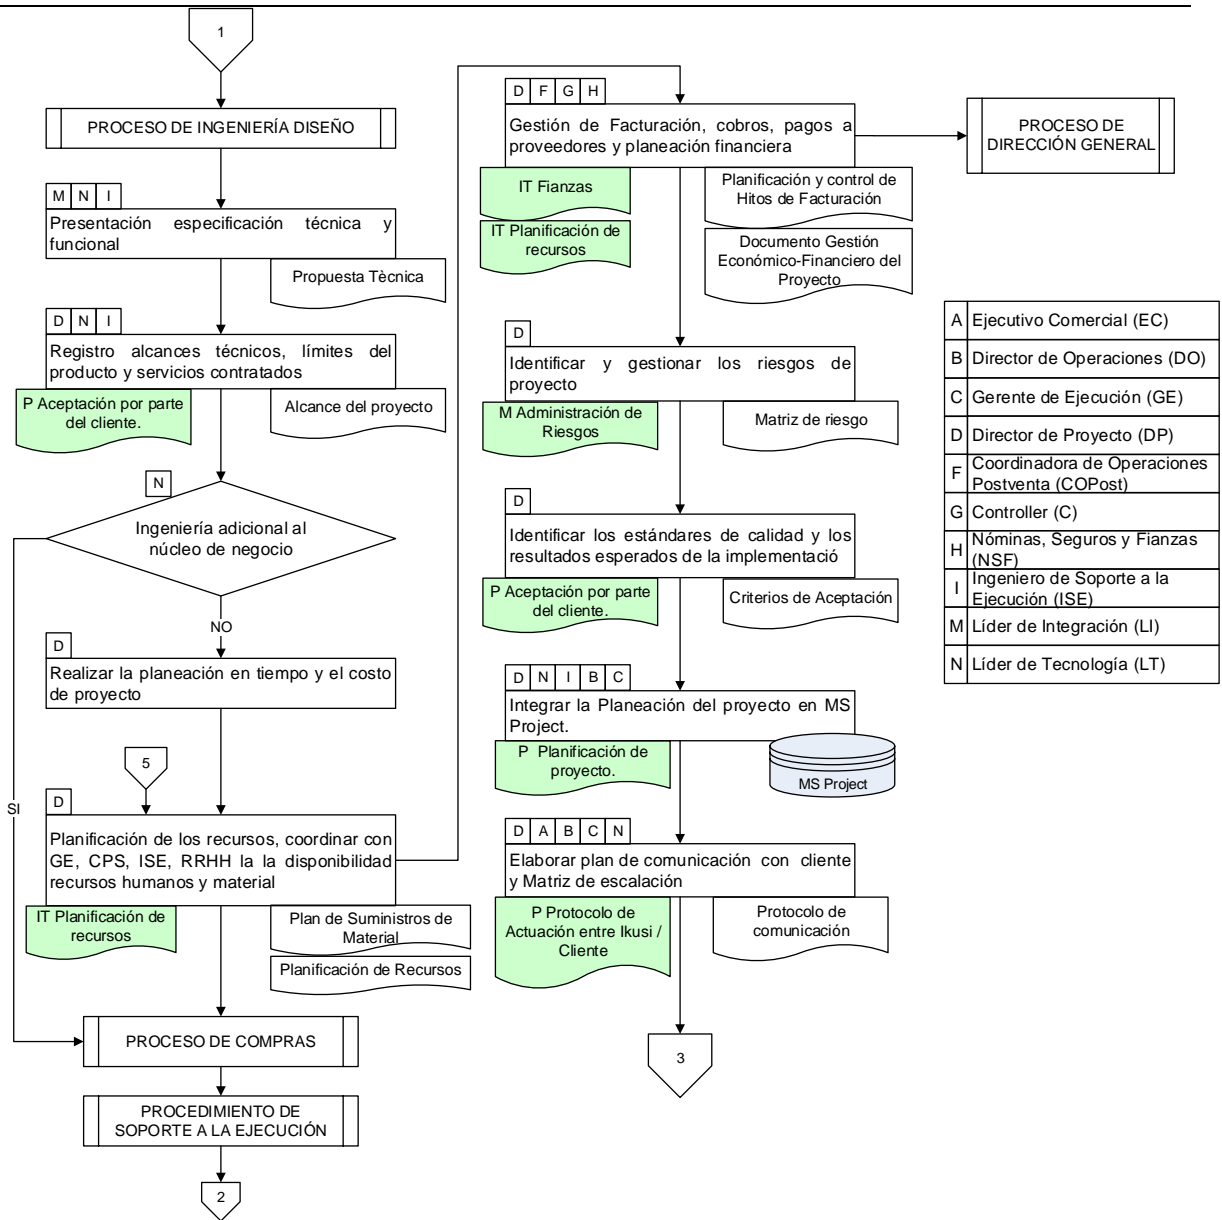 1
PROCESO DE INGENIERÍA DISEÑO
M N I
Presentación especificación técnica y
funcional
Propuesta Tècnica
D N I
Registro alcances técnicos, límites del
producto y servicios contratados
P Aceptación por parte
del cliente.
Alcance del proyecto
N
Ingeniería adicional al
núcleo de negocio
NO
D
Realizar la planeación en tiempo y el costo
de proyecto
5
SI
D
Planificación de los recursos, coordinar con
GE, CPS, ISE, RRHH la la disponibilidad
recursos humanos y material
IT Planificación de
recursos
Plan de Suministros de
Material
Planificación de Recursos
PROCESO DE COMPRAS
PROCEDIMIENTO DE
SOPORTE A LA EJECUCIÓN
2
D F G H
Gestión de Facturación, cobros, pagos a
proveedores y planeación financiera
IT Fianzas
IT Planificación de
recursos
Planificación y control de
Hitos de Facturación
Documento Gestión
Económico-Financiero del
Proyecto
D
Identificar y gestionar los riesgos de
proyecto
M Administración de
Riesgos
Matriz de riesgo
D
Identificar los estándares de calidad y los
resultados esperados de la implementació
P Aceptación por parte
del cliente.
Criterios de Aceptación
D N I B C
Integrar la Planeación del proyecto en MS
Project.
P Planificación de
proyecto.
MS Project
D A B C N
Elaborar plan de comunicación con cliente
y Matriz de escalación
P Protocolo de
Actuación entre Ikusi /
Cliente
Protocolo de
comunicación
3
PROCESO DE
DIRECCIÓN GENERAL
A Ejecutivo Comercial (EC)
B Director de Operaciones (DO)
C Gerente de Ejecución (GE)
D Director de Proyecto (DP)
F Coordinadora de Operaciones
Postventa (COPost)
G Controller (C)
H Nóminas, Seguros y Fianzas
(NSF)
I Ingeniero de Soporte a la
Ejecución (ISE)
M Líder de Integración (LI)
N Líder de Tecnología (LT)